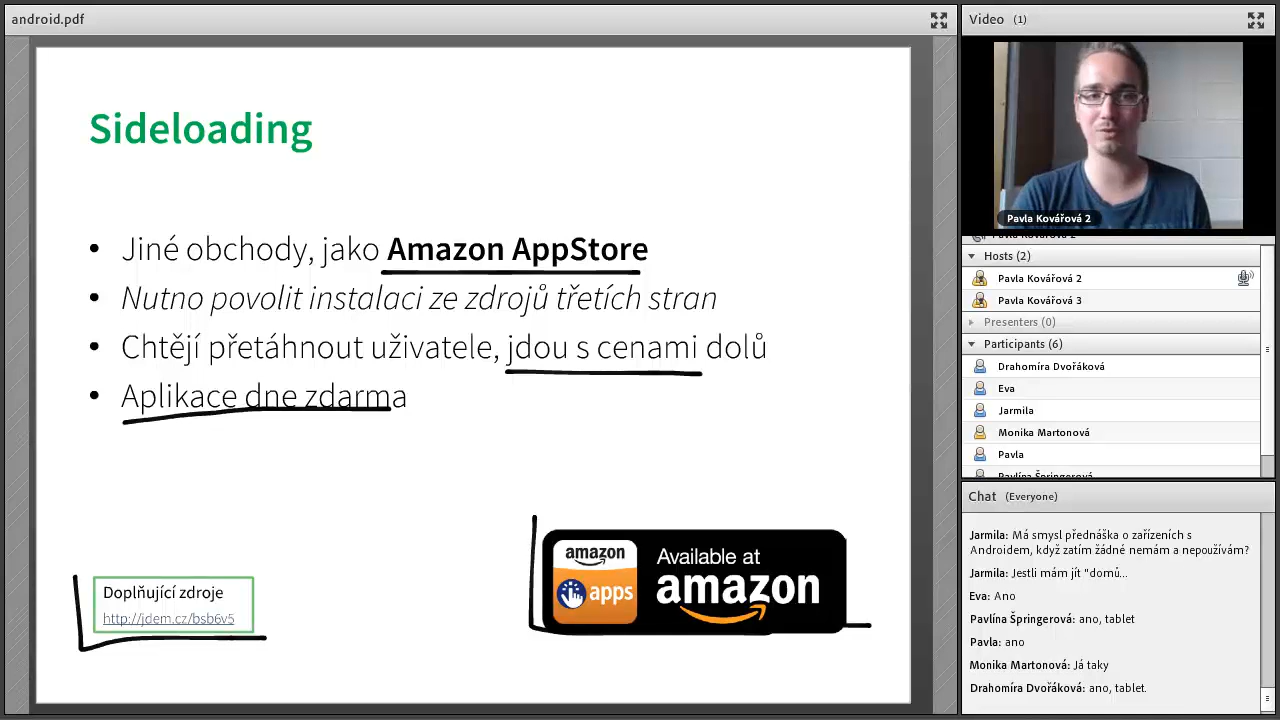 android.pdf
Sideloading
• Jiné obchody, jako Amazon AppStore
• Nutno povolit instalaci ze zdrojů třetích stran
• Chtějí přetáhnout uživatele, jdou s cenami dolů
• Aplikace dne zdarma
Doplňující zdroje
http://jdem.cz/bsb6v5
amazon
apps
Available at
amazon
Video (1)
Pavla Kovářová 2
Pavla Kovářová 2
Hosts (2)
Pavla Kovářová 2
Pavla Kovářová 3
Presenters (0)
Participants (6)
Drahomíra Dvořáková
Eva
Jarmila
Monika Martonová
Pavla
Pavlína Špringerová
Chat (Everyone)
Jarmila: Má smysl přednáška o zařízeních s
Androidem, když zatím žádné nemám a nepoužívám?
Jarmila: Jestli mám jít "domů...
Eva: Ano
Pavlína Špringerová: ano, tablet
Pavla: ano
Monika Martonová: Já taky
Drahomíra Dvořáková: ano, tablet.